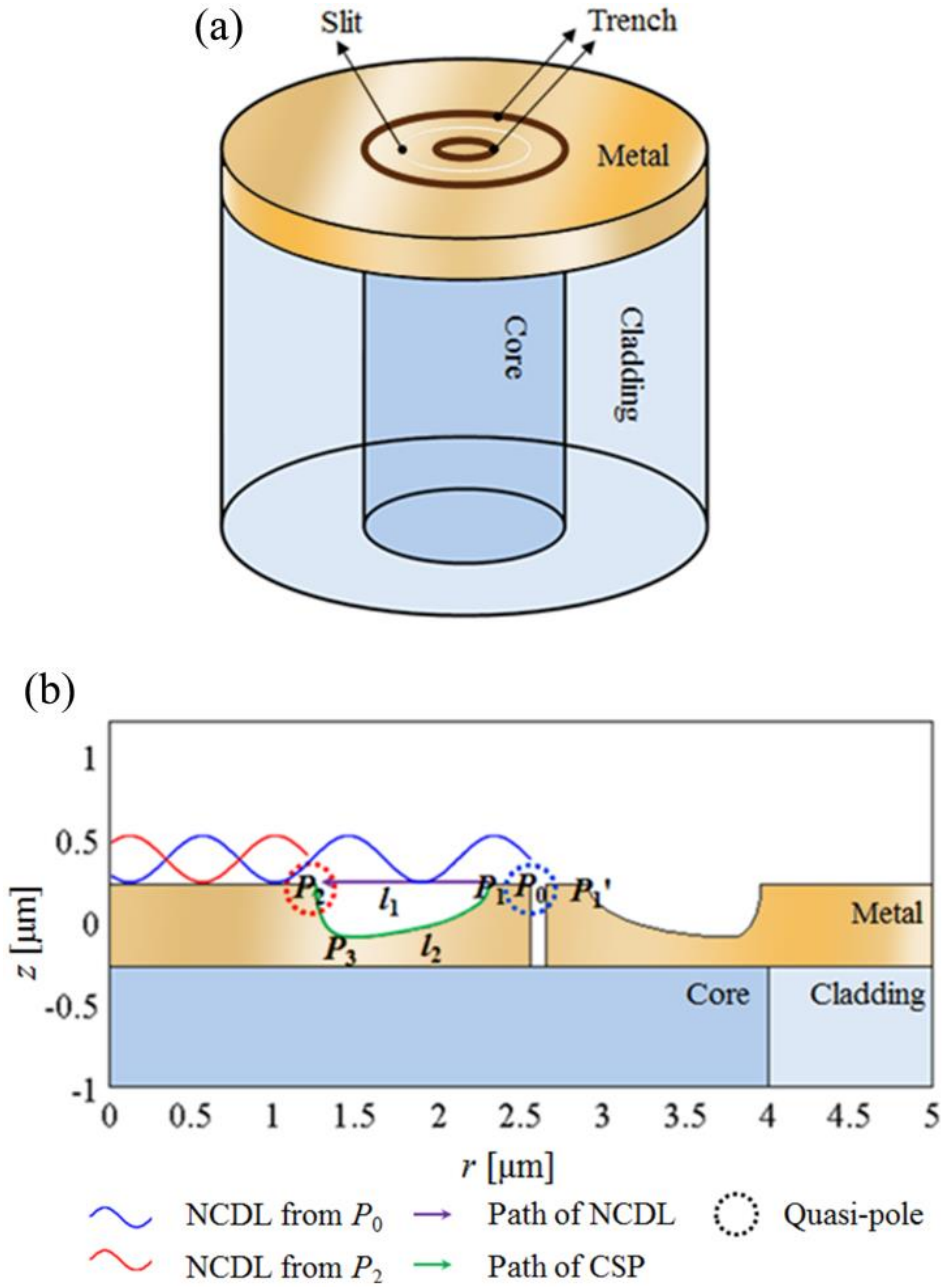 (a)
Slit
Trench
Metal
Core
Cladding
(b)
z [μm]
1
0.5
0
-0.5
-1
P2
l1
P1
P0
P1'
P3
l2
Metal
Core
Cladding
0 0.5 1 1.5 2 2.5 3 3.5 4 4.5 5
r [μm]
NCDL from P0 Path of NCDL Quasi-pole
NCDL from P2 Path of CSP